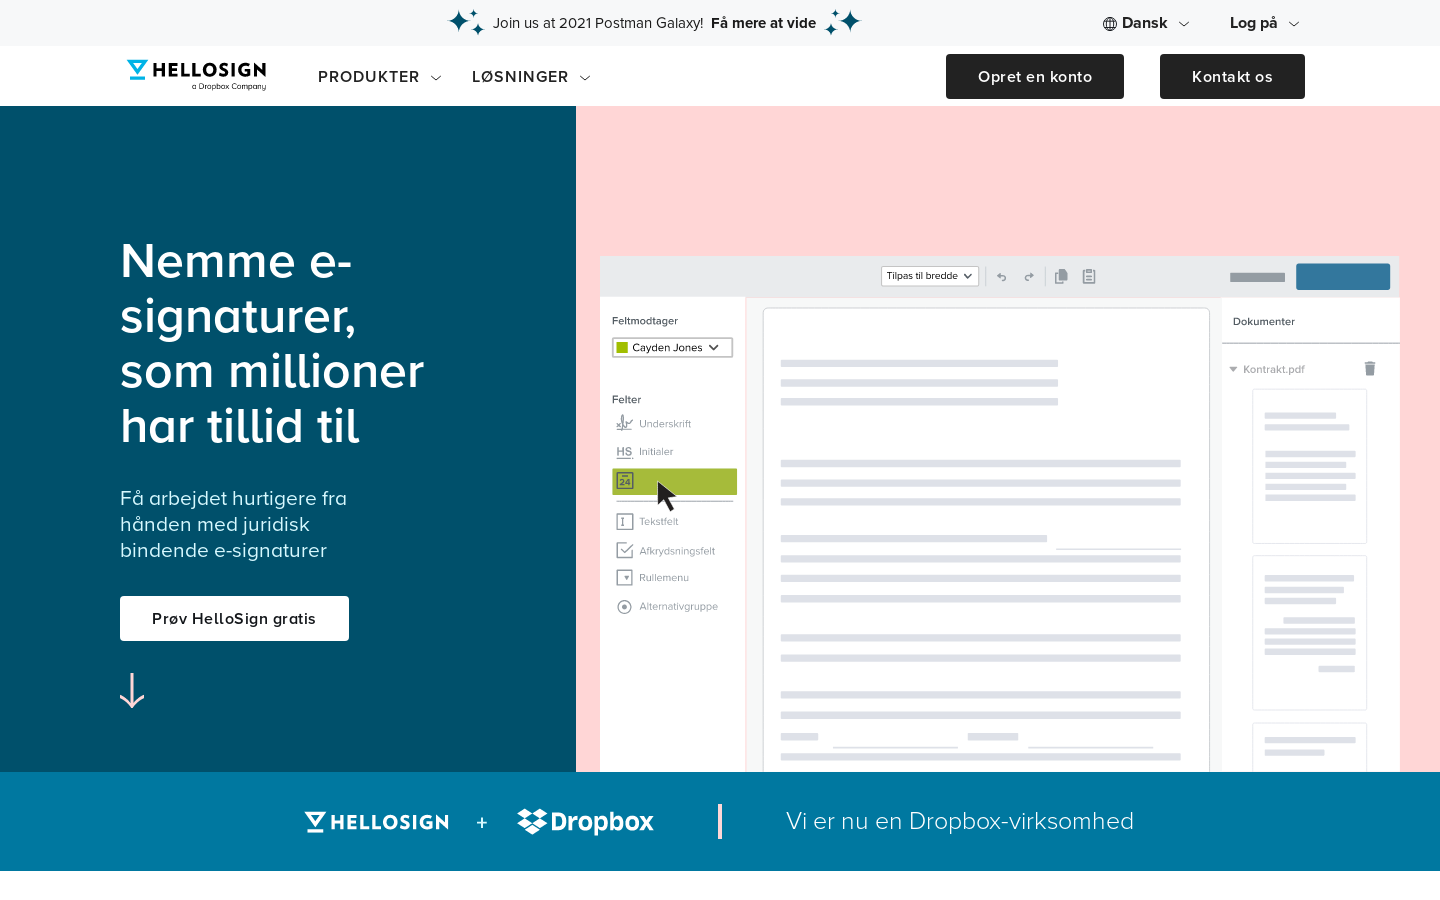 Join us at 2021 Postman Galaxy! Få mere at vide
Dansk
Log på
HELLOSIGN
a Dropbox Company
PRODUKTER
LØSNINGER
Opret en konto
Kontakt os
Nemme e-
signaturer,
som millioner
har tillid til
Få arbejdet hurtigere fra
hånden med juridisk
bindende e-signaturer
Prøv HelloSign gratis
Tilpas til bredde
Feltmodtager
Cayden Jones
Felter
Underskrift
HS Initialer
24
Tekstfelt
Afkrydsningsfelt
Rullemenu
Alternativgruppe
Dokumenter
Kontrakt.pdf
HELLOSIGN + Dropbox
Vi er nu en Dropbox-virksomhed